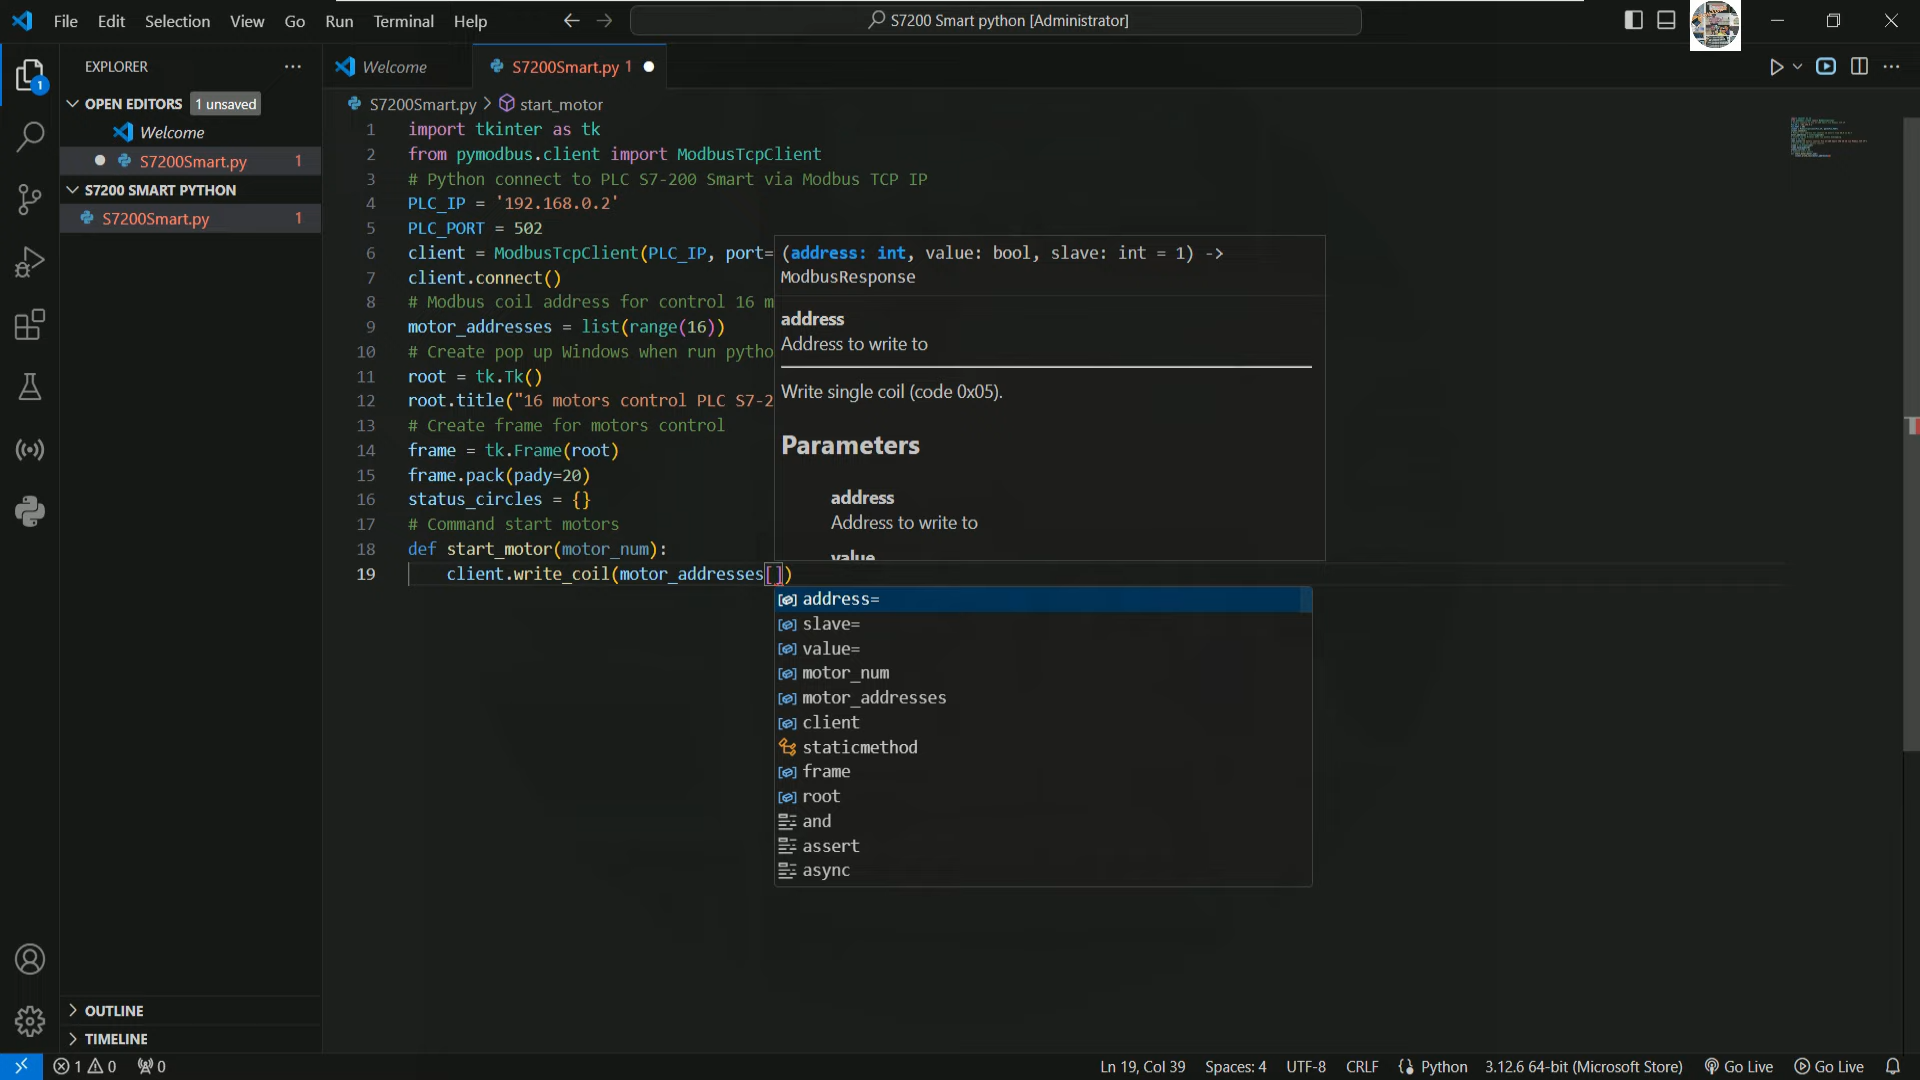 File Edit Selection View Go Run Terminal Help
S7200 Smart python [Administrator]
EXPLORER
1
OPEN EDITORS 1 unsaved
Welcome
S7200Smart.py 1
S7200 SMART PYTHON
S7200Smart.py 1
OUTLINE
TIMELINE
Welcome
S7200Smart.py 1
S7200Smart.py > start_motor
1 import tkinter as tk
2 from pymodbus.client import ModbusTcpClient
3 # Python connect to PLC S7-200 Smart via Modbus TCP IP
4 PLC_IP = '192.168.0.2'
5 PLC_PORT = 502
6 client = ModbusTcpClient(PLC_IP, port=
7 client.connect()
8 # Modbus coil address for control 16 m
9 motor_addresses = list(range(16))
10 # Create pop up Windows when run pytho
11 root = tk.Tk()
12 root.title("16 motors control PLC S7-2
13 # Create frame for motors control
14 frame = tk.Frame(root)
15 frame.pack(pady=20)
16 status_circles = {}
17 # Command start motors
18 def start_motor(motor_num):
19 client.write_coil(motor_addresses[])
(address: int, value: bool, slave: int = 1) ->
ModbusResponse
address
Address to write to
Write single coil (code 0x05).
Parameters
address
Address to write to
value
address=
slave=
value=
motor_num
motor_addresses
client
staticmethod
frame
root
and
assert
async
1 0 0
Ln 19, Col 39 Spaces: 4 UTF-8 CRLF Python 3.12.6 64-bit (Microsoft Store) Go Live Go Live